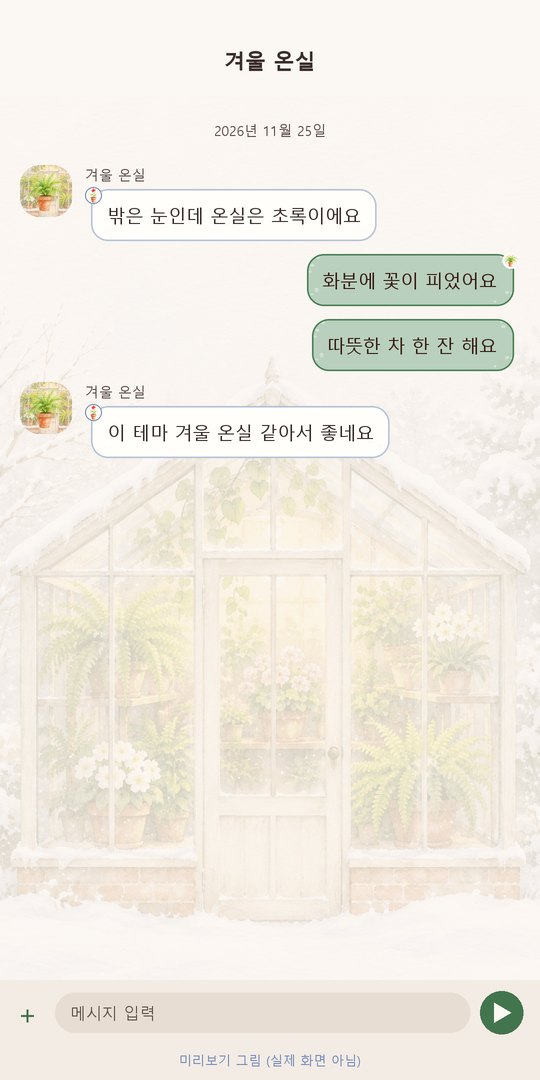 겨울 온실
2026년 11월 25일
겨울 온실
밖은 눈인데 온실은 초록이에요
화분에 꽃이 피었어요
따뜻한 차 한 잔 해요
겨울 온실
이 테마 겨울 온실 같아서 좋네요
메시지 입력
미리보기 그림 (실제 화면 아님)